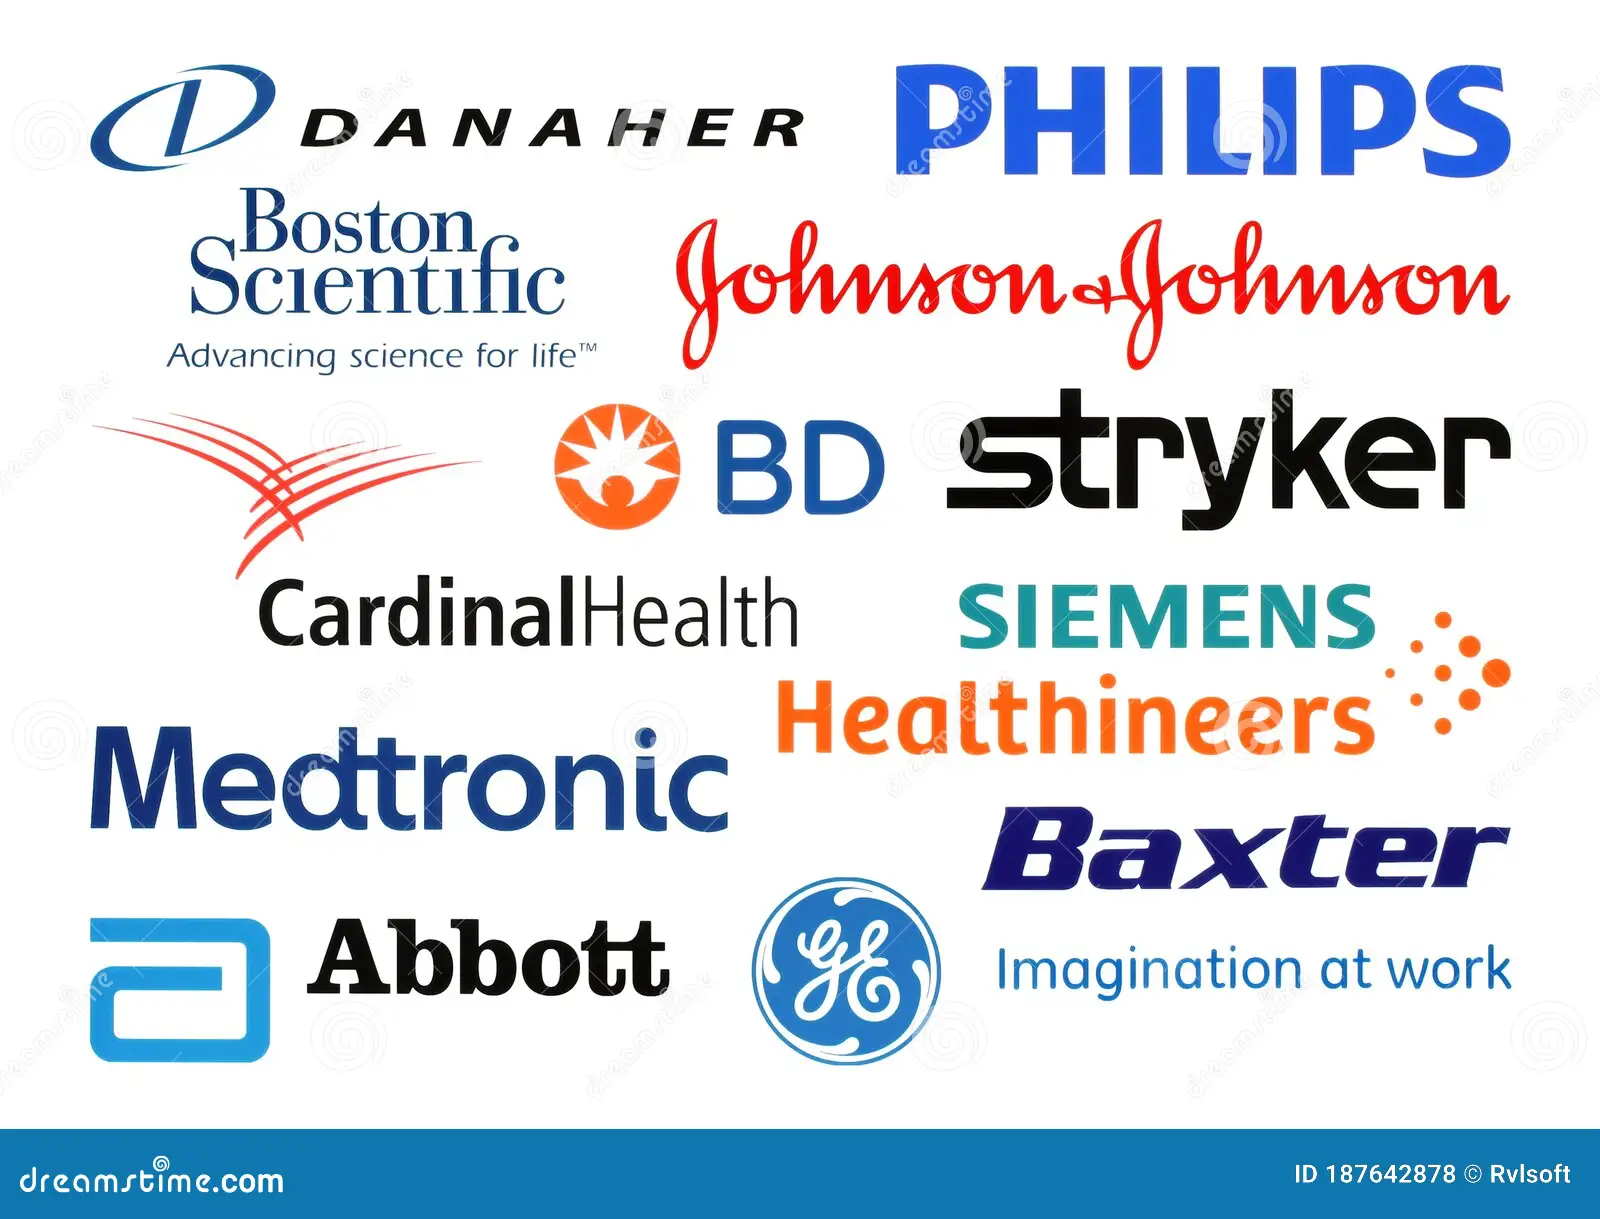 DANAHER
PHILIPS
Boston
Scientific
Advancing science for life™
Johnson & Johnson
BD
stryker
CardinalHealth
SIEMENS
Healthineers
Medtronic
Baxter
Abbott
GE
Imagination at work
dreamstime.com
ID 187642878 © Rvlsoft